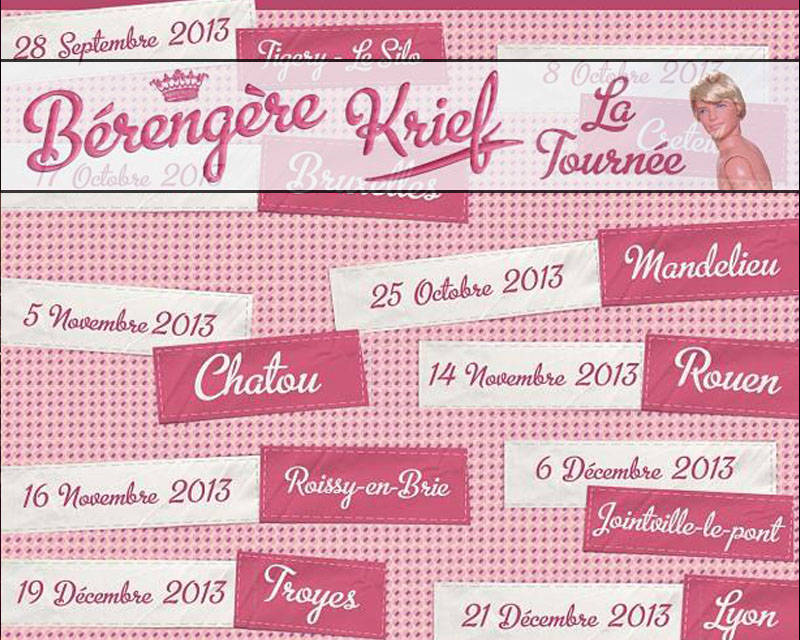 28 Septembre 2013
Tigery - Le Silo
8 Octobre 2013
Creteil
Bérengère Krief
La
Tournée
17 Octobre 2013
Bruxelles
25 Octobre 2013
Mandelieu
5 Novembre 2013
Chatou
14 Novembre 2013
Rouen
16 Novembre 2013
Roissy-en-Brie
6 Décembre 2013
Jointville-le-pont
19 Décembre 2013
Troyes
21 Décembre 2013
Lyon